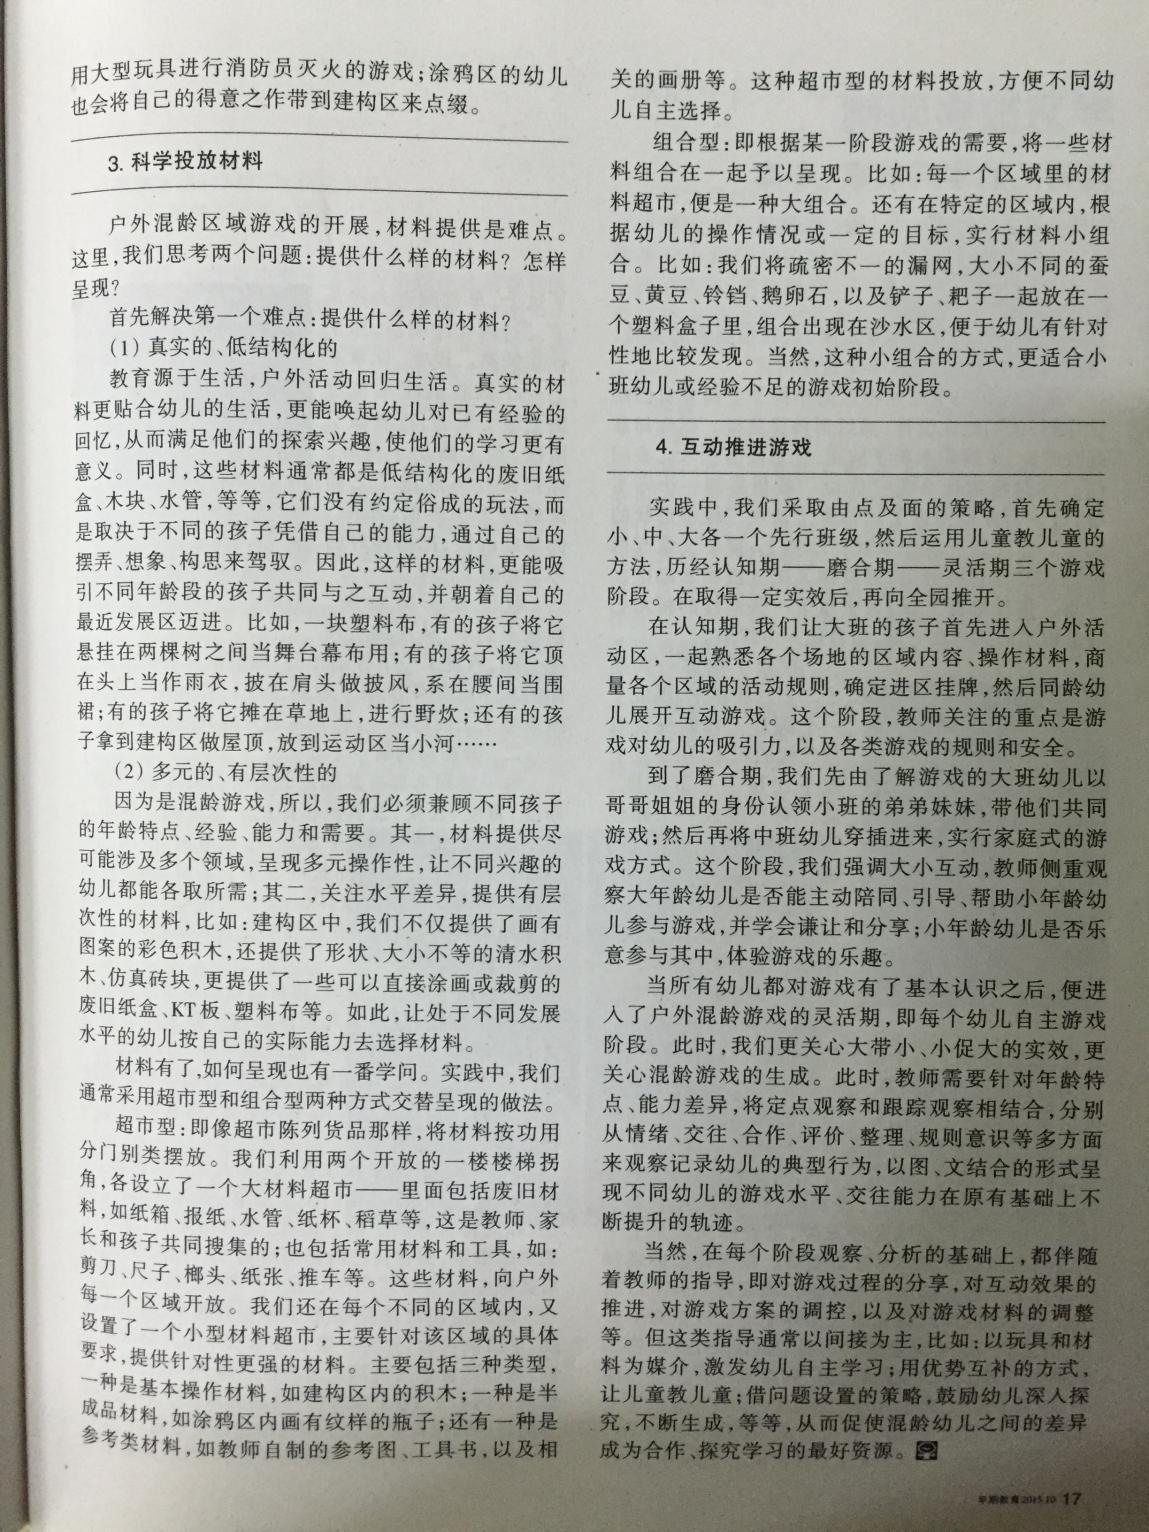 用大型玩具进行消防员灭火的游戏;涂鸦区的幼儿
也会将自己的得意之作带到建构区来点缀。
3. 科学投放材料
户外混龄区域游戏的开展,材料提供是难点。
这里,我们思考两个问题:提供什么样的材料？怎样
呈现？
首先解决第一个难点:提供什么样的材料？
(1) 真实的、低结构化的
教育源于生活,户外活动回归生活。真实的材
料更贴合幼儿的生活,更能唤起幼儿对已有经验的
回忆,从而满足他们的探索兴趣,使他们的学习更有
意义。同时,这些材料通常都是低结构化的废旧纸
盒、木块、水管,等等,它们没有约定俗成的玩法,而
是取决于不同的孩子凭借自己的能力,通过自己的
摆弄、想象、构思来驾驭。因此,这样的材料,更能吸
引不同年龄段的孩子共同与之互动,并朝着自己的
最近发展区迈进。比如,一块塑料布,有的孩子将它
悬挂在两棵树之间当舞台幕布用;有的孩子将它顶
在头上当作雨衣,披在肩头做披风,系在腰间当围
裙;有的孩子将它摊在草地上,进行野炊;还有的孩
子拿到建构区做屋顶,放到运动区当小河……
(2) 多元的、有层次性的
因为是混龄游戏,所以,我们必须兼顾不同孩子
的年龄特点、经验、能力和需要。其一,材料提供尽
可能涉及多个领域,呈现多元操作性,让不同兴趣的
幼儿都能各取所需;其二,关注水平差异,提供有层
次性的材料,比如:建构区中,我们不仅提供了画有
图案的彩色积木,还提供了形状、大小不等的清水积
木、仿真砖块,更提供了一些可以直接涂画或裁剪的
废旧纸盒、KT板、塑料布等。如此,让处于不同发展
水平的幼儿按自己的实际能力去选择材料。
材料有了,如何呈现也有一番学问。实践中,我们
通常采用超市型和组合型两种方式交替呈现的做法。
超市型:即像超市陈列货品那样,将材料按功用
分门别类摆放。我们利用两个开放的一楼楼梯拐
角,各设立了一个大材料超市——里面包括废旧材
料,如纸箱、报纸、水管、纸杯、稻草等,这是教师、家
长和孩子共同搜集的;也包括常用材料和工具,如:
剪刀、尺子、榔头、纸张、推车等。这些材料,向户外
每一个区域开放。我们还在每个不同的区域内,又
设置了一个小型材料超市,主要针对该区域的具体
要求,提供针对性更强的材料。主要包括三种类型,
一种是基本操作材料,如建构区内的积木;一种是半
成品材料,如涂鸦区内画有纹样的瓶子;还有一种是
参考类材料,如教师自制的参考图、工具书,以及相
关的画册等。这种超市型的材料投放,方便不同幼
儿自主选择。
组合型:即根据某一阶段游戏的需要,将一些材
料组合在一起予以呈现。比如:每一个区域里的材
料超市,便是一种大组合。还有在特定的区域内,根
据幼儿的操作情况或一定的目标,实行材料小组
合。比如:我们将疏密不一的漏网,大小不同的蚕
豆、黄豆、铃铛、鹅卵石,以及铲子、耙子一起放在一
个塑料盒子里,组合出现在沙水区,便于幼儿有针对
性地比较发现。当然,这种小组合的方式,更适合小
班幼儿或经验不足的游戏初始阶段。
4. 互动推进游戏
实践中,我们采取由点及面的策略,首先确定
小、中、大各一个先行班级,然后运用儿童教儿童的
方法,历经认知期——磨合期——灵活期三个游戏
阶段。在取得一定实效后,再向全园推开。
在认知期,我们让大班的孩子首先进入户外活
动区,一起熟悉各个场地的区域内容、操作材料,商
量各个区域的活动规则,确定进区挂牌,然后同龄幼
儿展开互动游戏。这个阶段,教师关注的重点是游
戏对幼儿的吸引力,以及各类游戏的规则和安全。
到了磨合期,我们先由了解游戏的大班幼儿以
哥哥姐姐的身份认领小班的弟弟妹妹,带他们共同
游戏;然后再将中班幼儿穿插进来,实行家庭式的游
戏方式。这个阶段,我们强调大小互动,教师侧重观
察大年龄幼儿是否能主动陪同、引导、帮助小年龄幼
儿参与游戏,并学会谦让和分享;小年龄幼儿是否乐
意参与其中,体验游戏的乐趣。
当所有幼儿都对游戏有了基本认识之后,便进
入了户外混龄游戏的灵活期,即每个幼儿自主游戏
阶段。此时,我们更关心大带小、小促大的实效,更
关心混龄游戏的生成。此时,教师需要针对年龄特
点、能力差异,将定点观察和跟踪观察相结合,分别
从情绪、交往、合作、评价、整理、规则意识等多方面
来观察记录幼儿的典型行为,以图、文结合的形式呈
现不同幼儿的游戏水平、交往能力在原有基础上不
断提升的轨迹。
当然,在每个阶段观察、分析的基础上,都伴随
着教师的指导,即对游戏过程的分享,对互动效果的
推进,对游戏方案的调控,以及对游戏材料的调整
等。但这类指导通常以间接为主,比如:以玩具和材
料为媒介,激发幼儿自主学习;用优势互补的方式,
让儿童教儿童;借问题设置的策略,鼓励幼儿深入探
究,不断生成,等等,从而促使混龄幼儿之间的差异
成为合作、探究学习的最好资源。
早期教育 2015.10 17